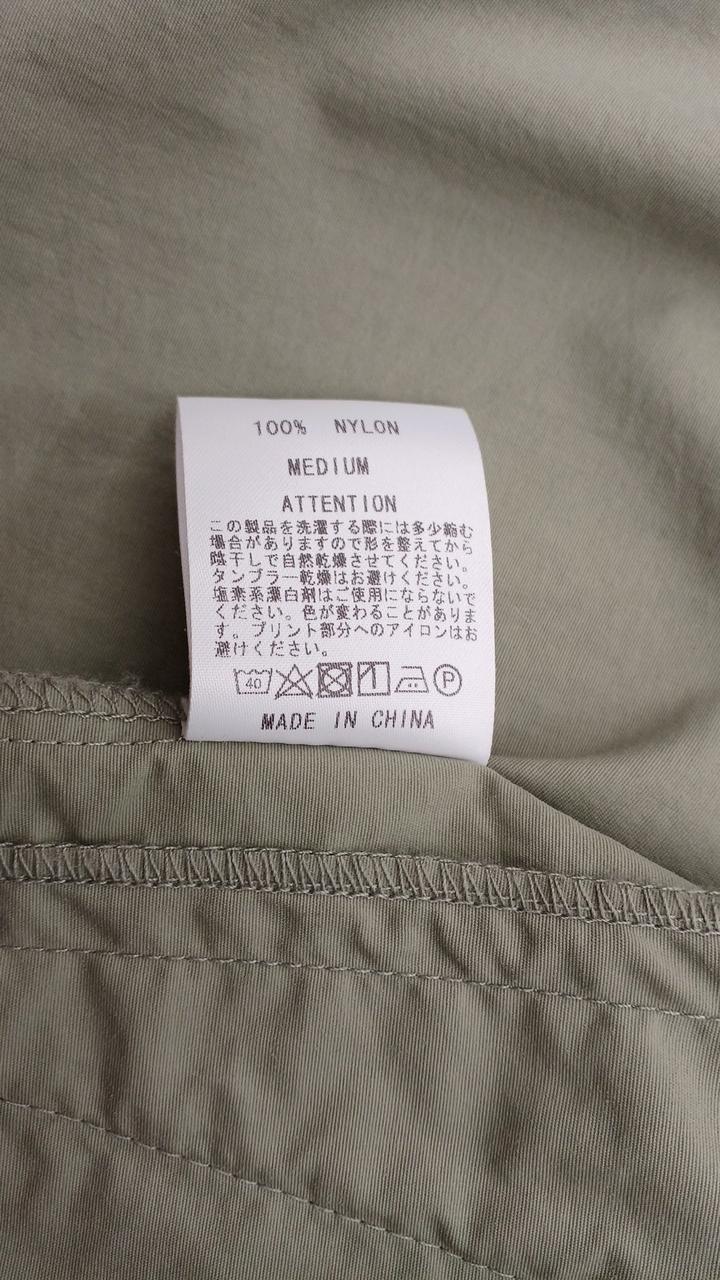 100% NYLON
MEDIUM
ATTENTION
この製品を洗濯する際には多少縮む
場合がありますので形を整えてから
陰干しで自然乾燥させてください。
タンブラー乾燥はお避けください。
塩素系漂白剤はご使用にならないで
ください。色が変わることがありま
す。プリント部分へのアイロンはお
避けください。
40 P
MADE IN CHINA